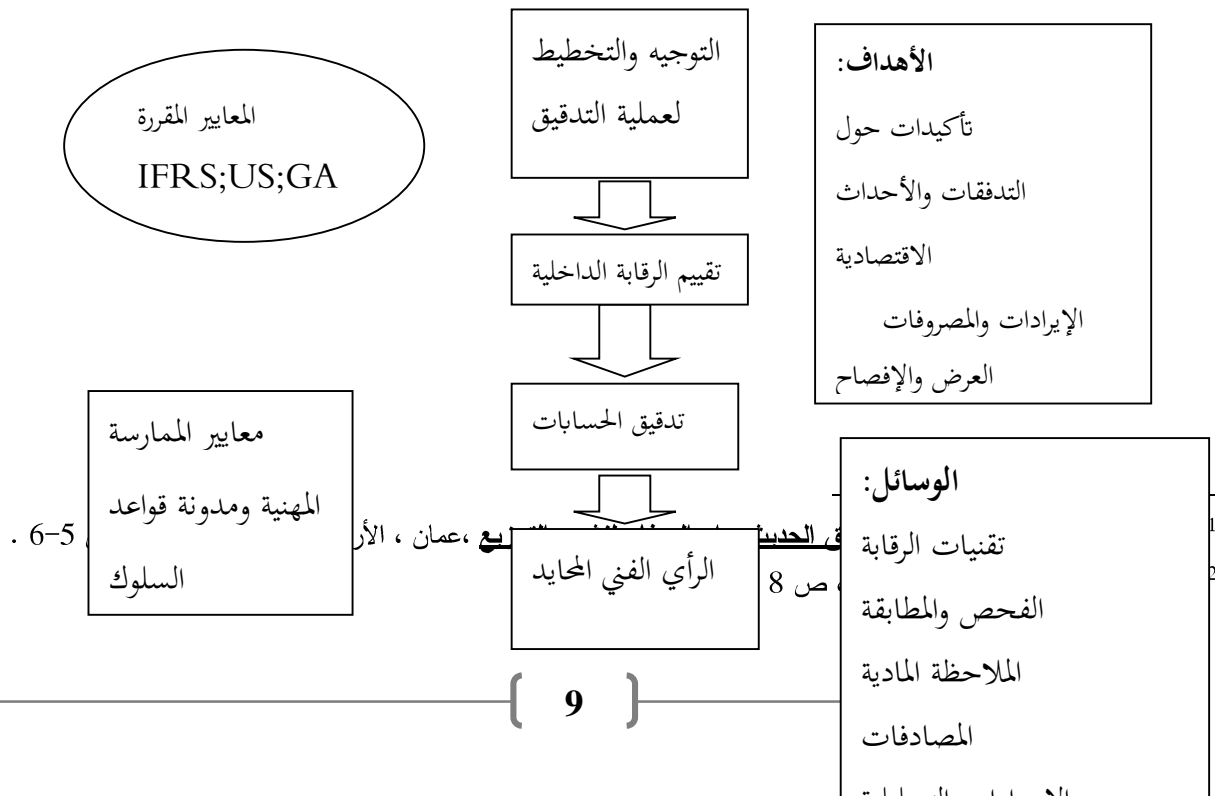 التوجيه والتخطيط
لعملية التدقيق
الأهداف:
تأكيدات حول
التدفقات والأحداث
الاقتصادية
الإيرادات والمصروفات
العرض والإفصاح
المعايير المقررة
IFRS;US;GA
تقييم الرقابة الداخلية
تدقيق الحسابات
معايير الممارسة
المهنية ومدونة قواعد
السلوك
الرأي الفني المحايد
الوسائل:
تقنيات الرقابة
الفحص والمطابقة
الملاحظة المادية
المصادفات
1
،عمان ، 5-6 .
2
ص 8
9